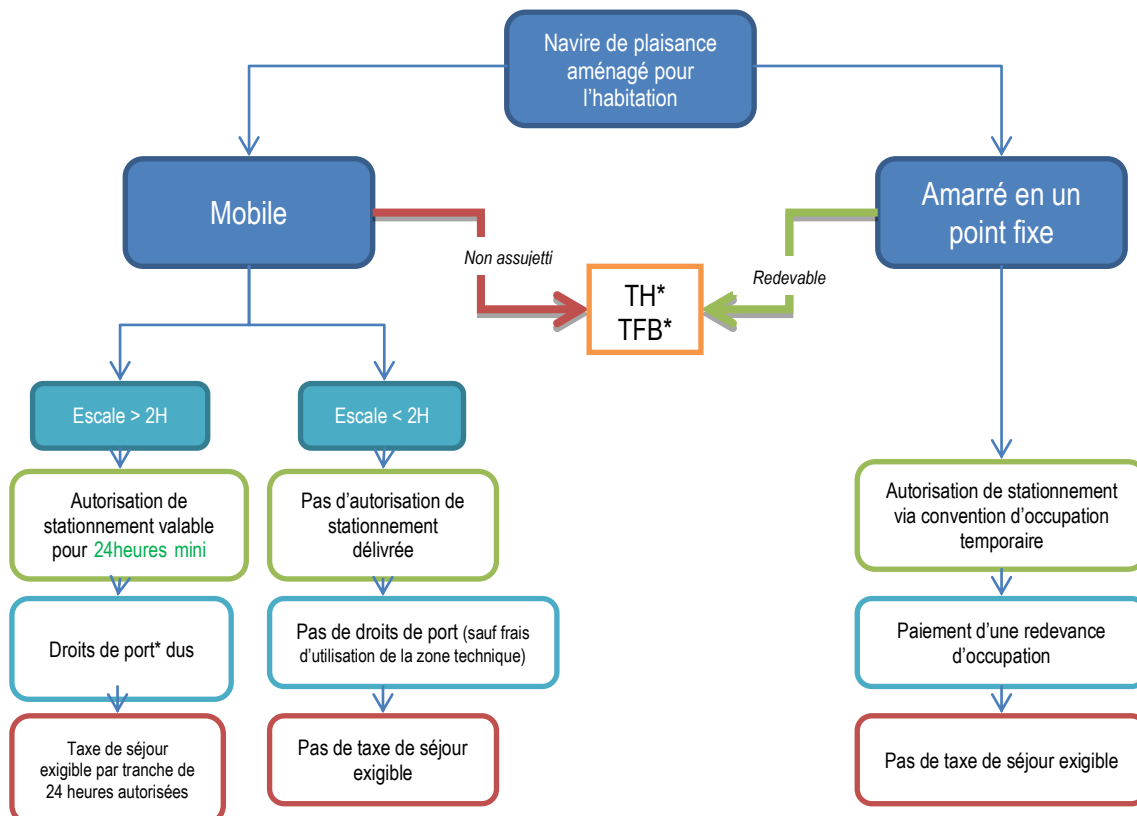 Navire de plaisance
aménagé pour
l'habitation
Mobile
Amarré en un
point fixe
Non assujetti
Redevable
TH*
TFB*
Escale > 2H
Escale < 2H
Autorisation de
stationnement valable
pour 24heures mini
Pas d'autorisation de
stationnement
délivrée
Autorisation de stationnement
via convention d'occupation
temporaire
Droits de port* dus
Pas de droits de port (sauf frais
d'utilisation de la zone technique)
Paiement d'une redevance
d'occupation
Taxe de séjour
exigible par tranche de
24 heures autorisées
Pas de taxe de séjour
exigible
Pas de taxe de séjour exigible